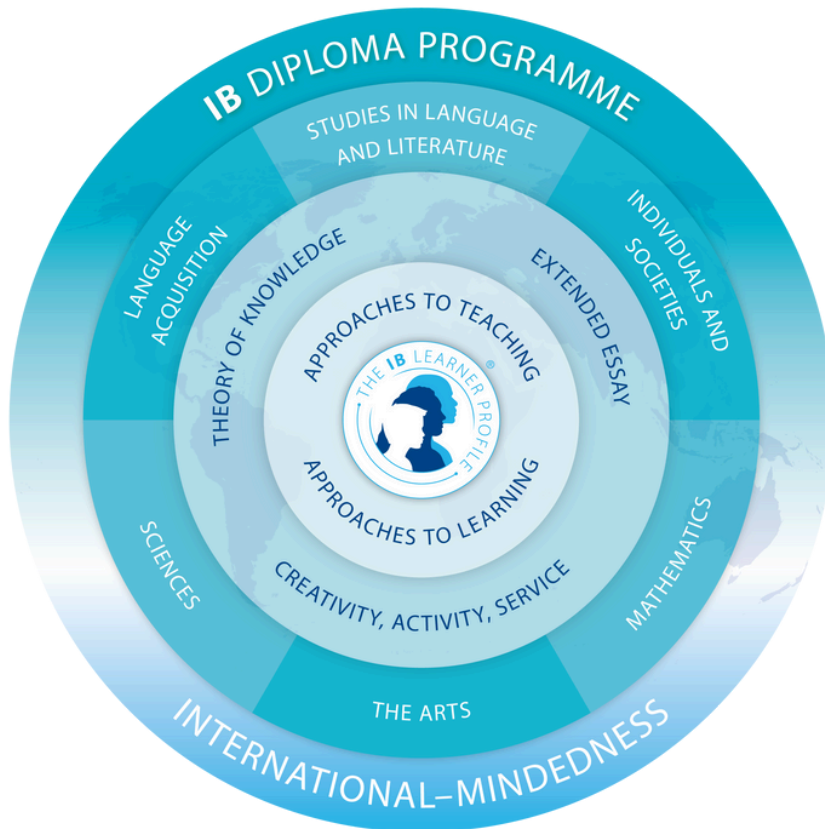 IB DIPLOMA PROGRAMME
STUDIES IN LANGUAGE
AND LITERATURE
LANGUAGE
ACQUISITION
INDIVIDUALS AND
SOCIETIES
THEORY OF KNOWLEDGE
EXTENDED ESSAY
APPROACHES TO TEACHING
THE IB LEARNER PROFILE ®
APPROACHES TO LEARNING
CREATIVITY, ACTIVITY, SERVICE
SCIENCES
MATHEMATICS
THE ARTS
INTERNATIONAL–MINDEDNESS